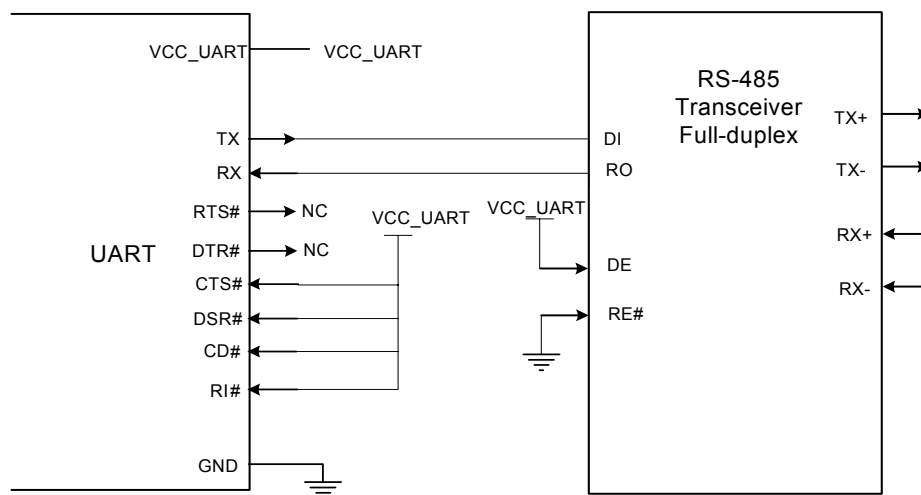 VCC_UART VCC_UART
TX
RX
RTS# NC
DTR# NC
CTS#
DSR#
CD#
RI#
GND
UART
VCC_UART
VCC_UART
RS-485
Transceiver
Full-duplex
DI
RO
DE
RE#
TX+
TX-
RX+
RX-